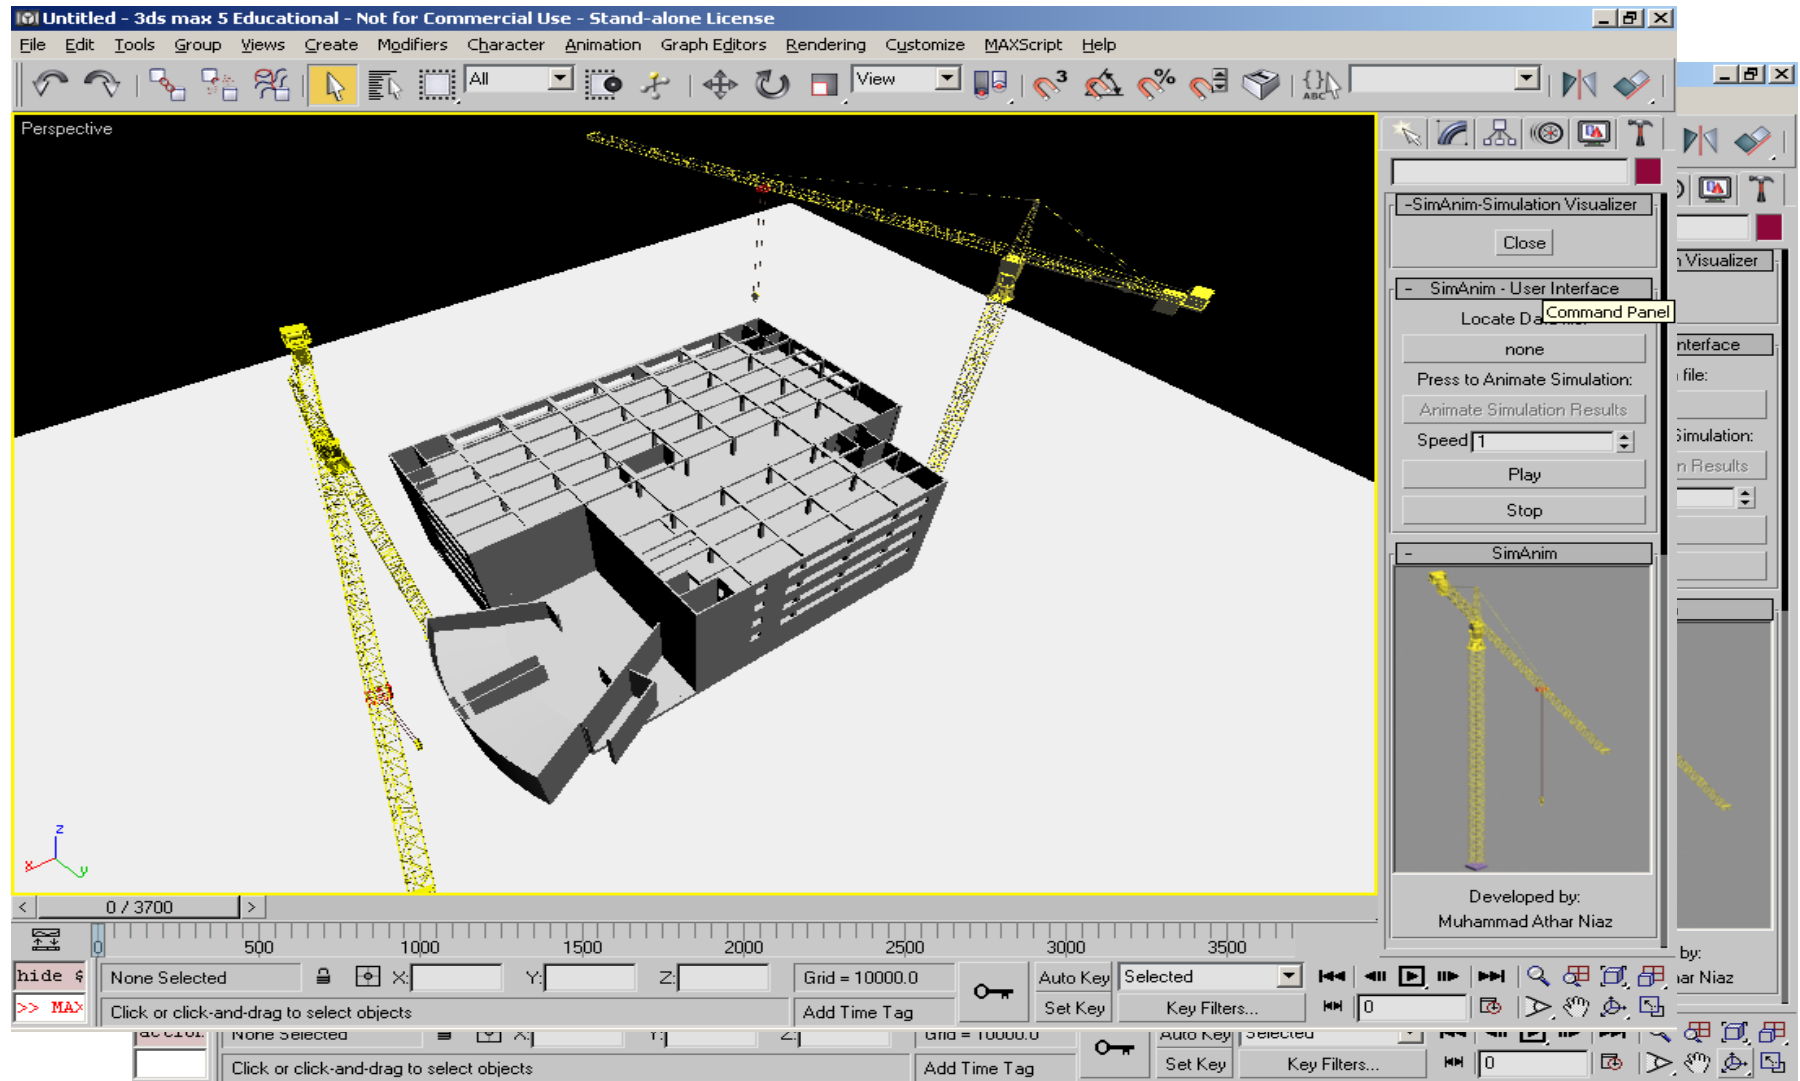 Untitled - 3ds max 5 Educational - Not for Commercial Use - Stand-alone License
File Edit Tools Group Views Create Modifiers Character Animation Graph Editors Rendering Customize MAXScript Help
All
View
3
%
{}
ABC
Perspective
-SimAnim-Simulation Visualizer
Close
- SimAnim - User Interface
Command Panel
Locate Da
none
Press to Animate Simulation:
Animate Simulation Results
Speed 1
Play
Stop
- SimAnim
Developed by:
Muhammad Athar Niaz
Visualizer
nterface
file:
Simulation:
n Results
by:
ar Niaz
z
x
y
< 0 / 3700 >
0 500 1000 1500 2000 2500 3000 3500
hide $
None Selected X: Y: Z: Grid = 10000.0 Auto Key Selected
>> MAX
Click or click-and-drag to select objects Add Time Tag Set Key Key Filters... 0
action None Selected X: Y: Z: Grid = 10000.0 Auto Key Selected
Click or click-and-drag to select objects Add Time Tag Set Key Key Filters... 0